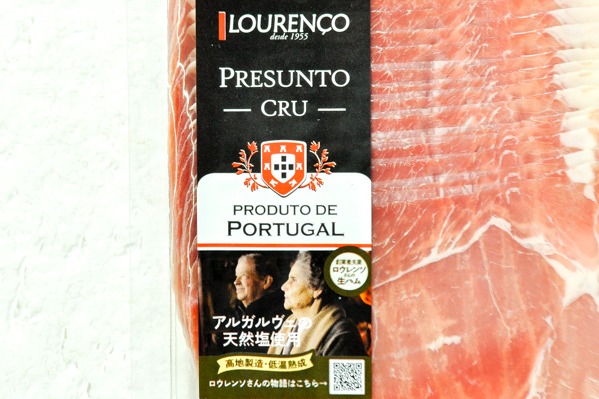 LOURENÇO
desde 1955
PRESUNTO
CRU
PRODUTO DE
PORTUGAL
創業者夫妻
ロウレンソ
さんの
生ハム
アルガルヴェの
天然塩使用
高地製造・低温熟成
ロウレンソさんの物語はこちら→